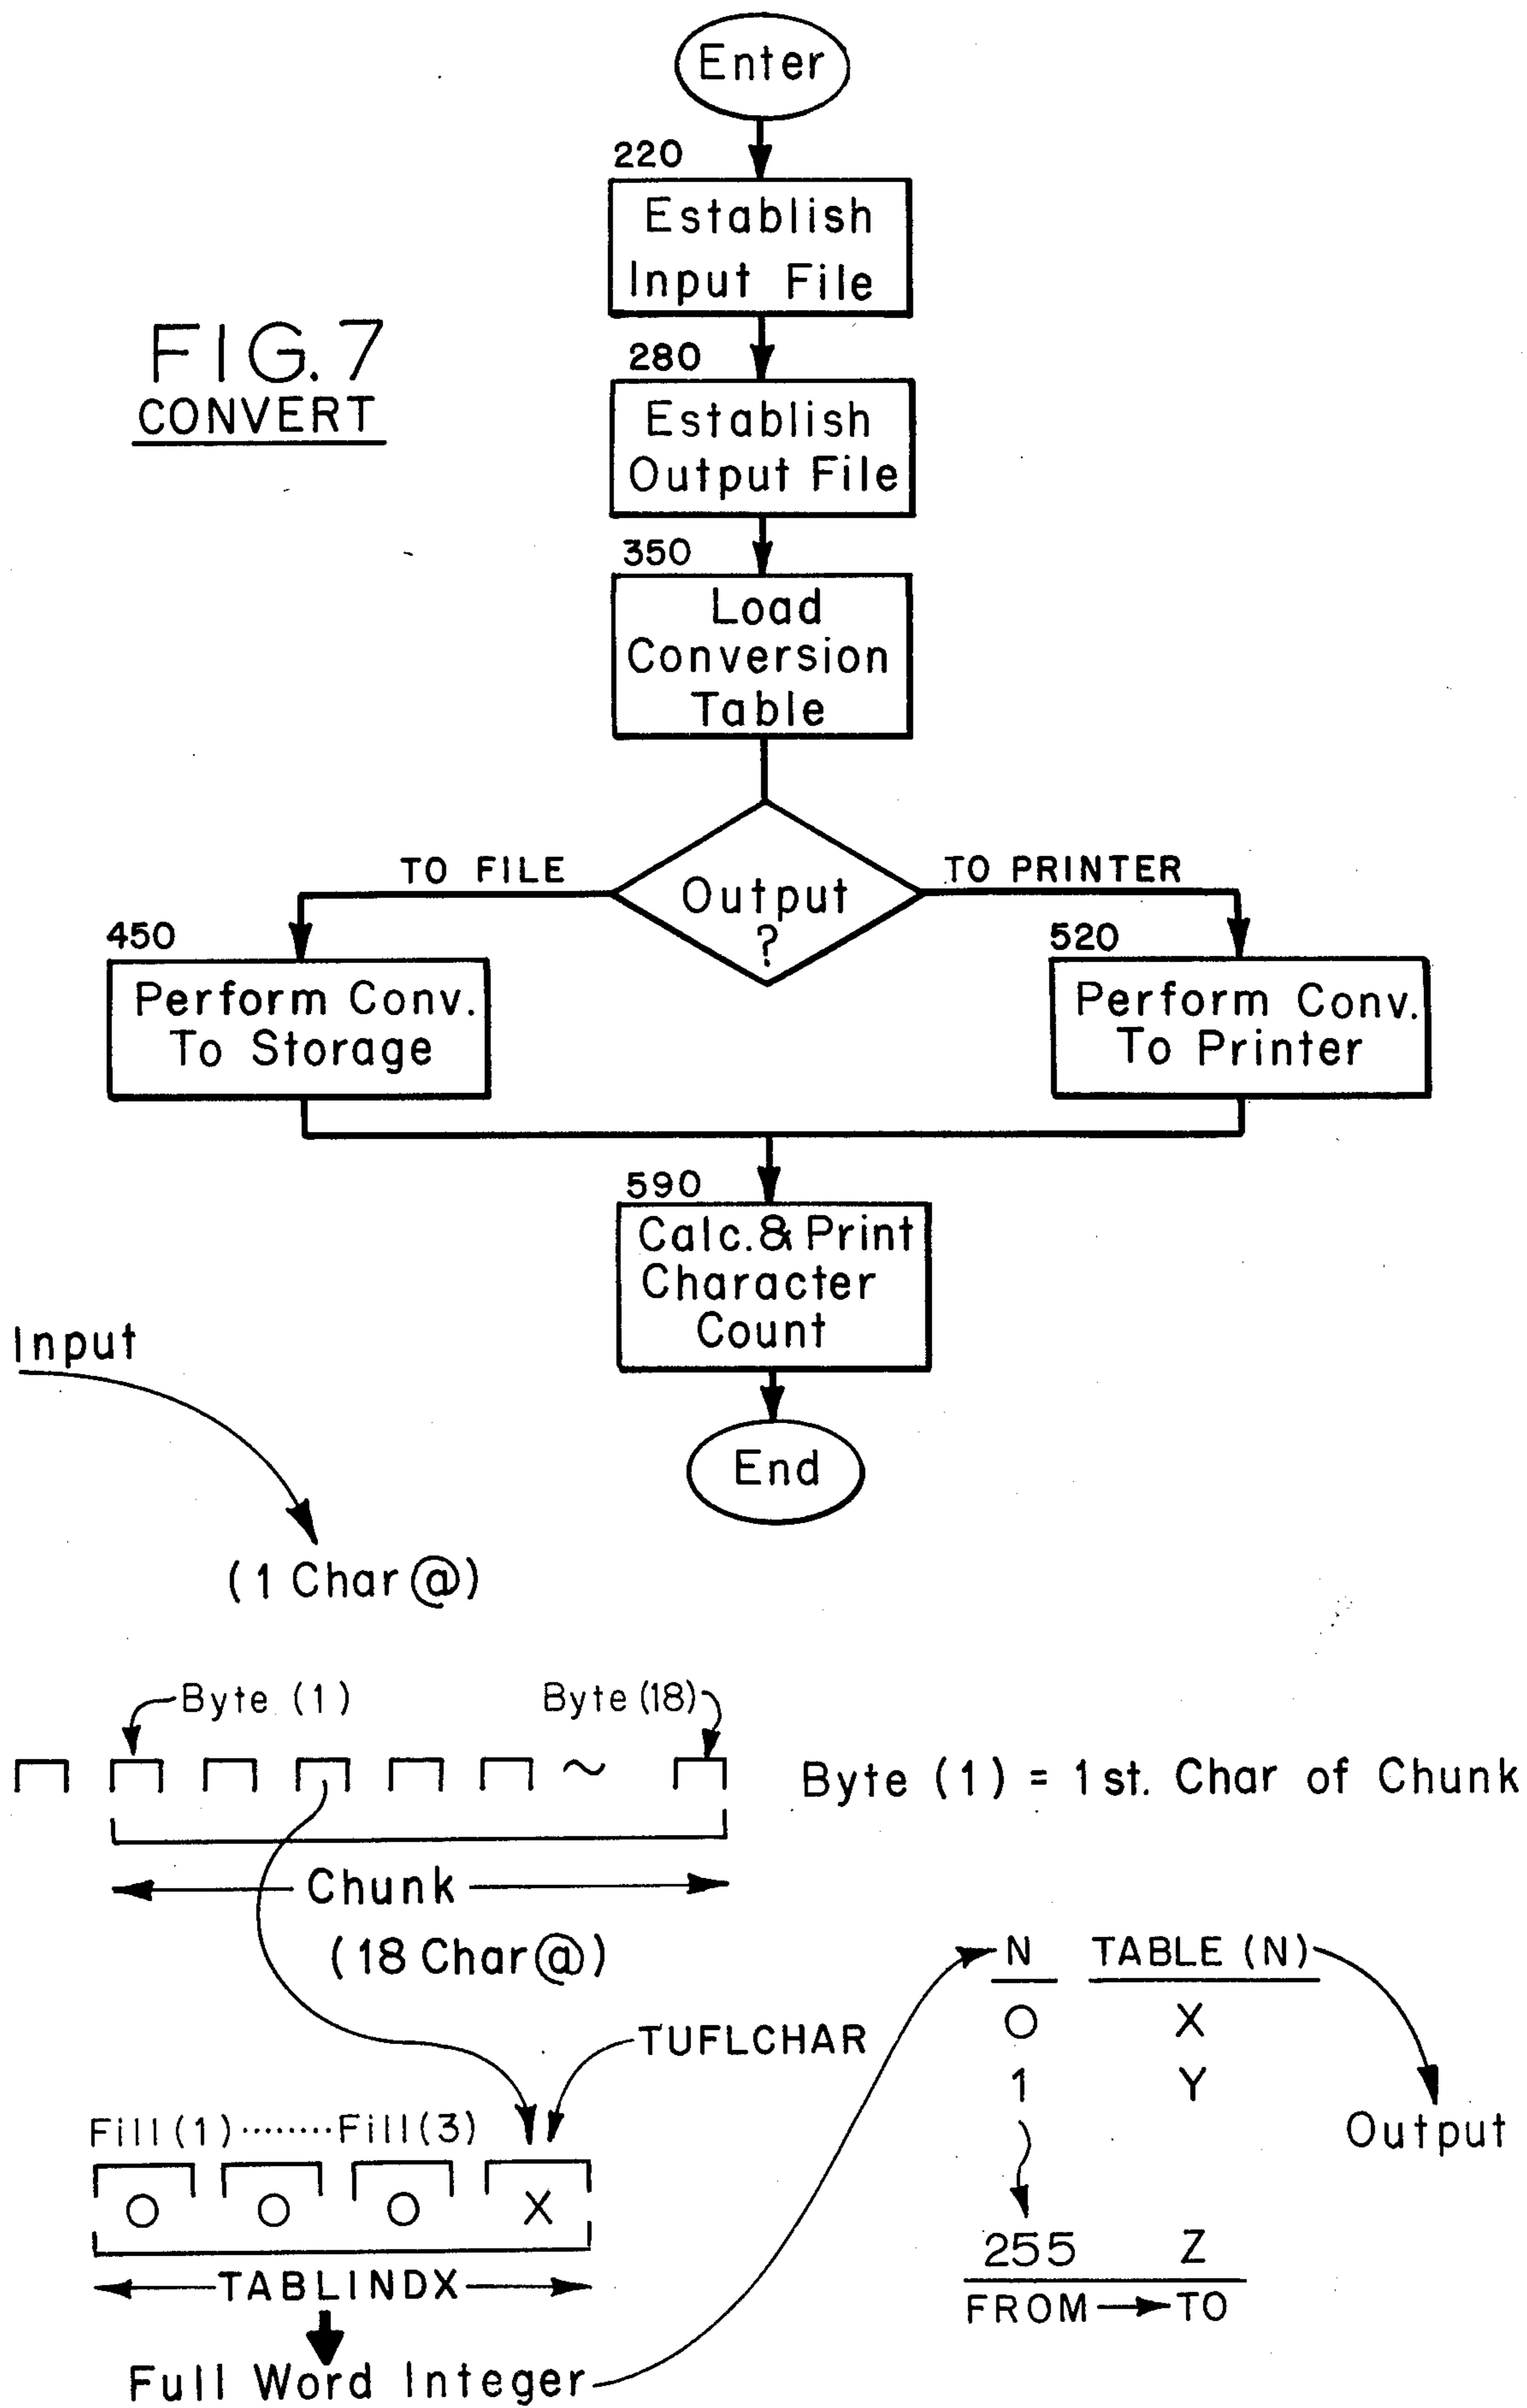 Enter
220
Establish
Input File
FIG. 7
CONVERT
280
Establish
Output File
350
Load
Conversion
Table
TO FILE
Output
?
TO PRINTER
450
Perform Conv.
To Storage
520
Perform Conv.
To Printer
590
Calc. & Print
Character
Count
End
Input
(1 Char @)
Byte (1)
Byte (18)
~
Byte (1) = 1st. Char of Chunk
Chunk
(18 Char @)
TUFLCHAR
Fill (1) ········ Fill (3)
O O O X
TABLINDX
Full Word Integer
N TABLE (N)
O X
1 Y
255 Z
FROM → TO
Output